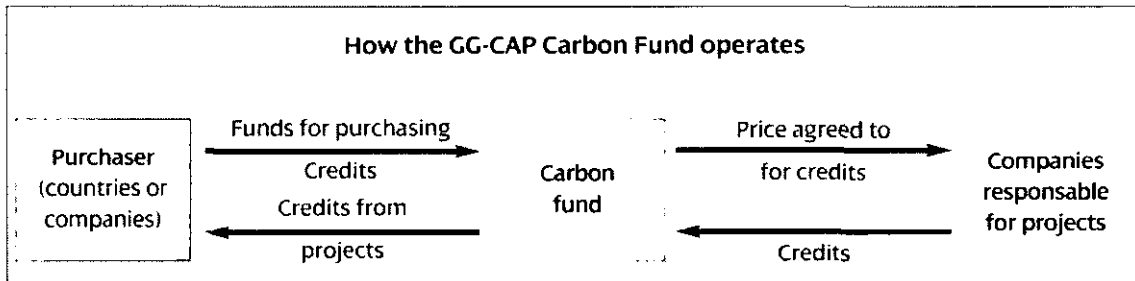 How the GG-CAP Carbon Fund operates
Purchaser
(countries or
companies)
Funds for purchasing
Credits
Credits from
projects
Carbon
fund
Price agreed to
for credits
Credits
Companies
responsable
for projects